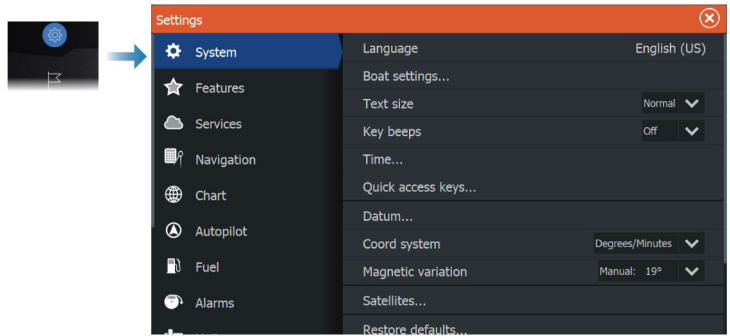 Settings
System
Features
Services
Navigation
Chart
Autopilot
Fuel
Alarms
Language English (US)
Boat settings...
Text size Normal
Key beeps Off
Time...
Quick access keys...
Datum...
Coord system Degrees/Minutes
Magnetic variation Manual: 19°
Satellites...
Restore defaults...